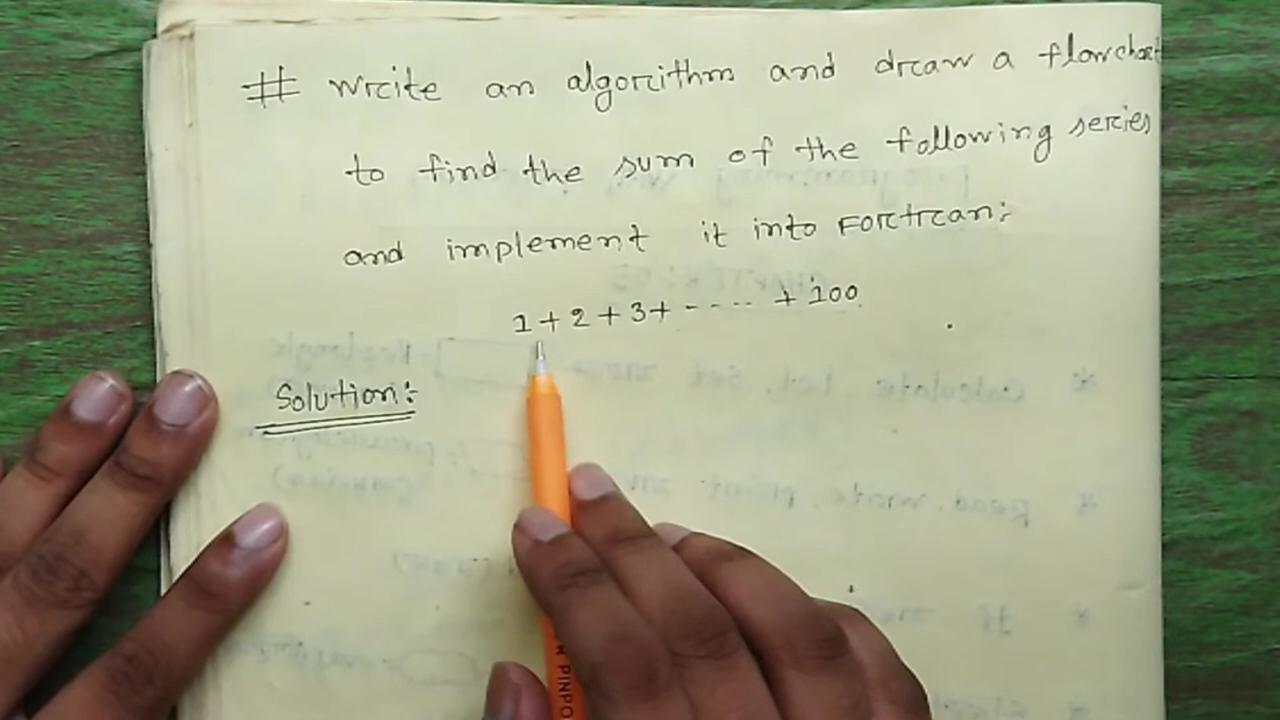 # Write an algorithm and draw a flowchart
to find the sum of the following series
and implement it into Fortran:
1+2+3+ ----- + 100
Solution:
PINPO